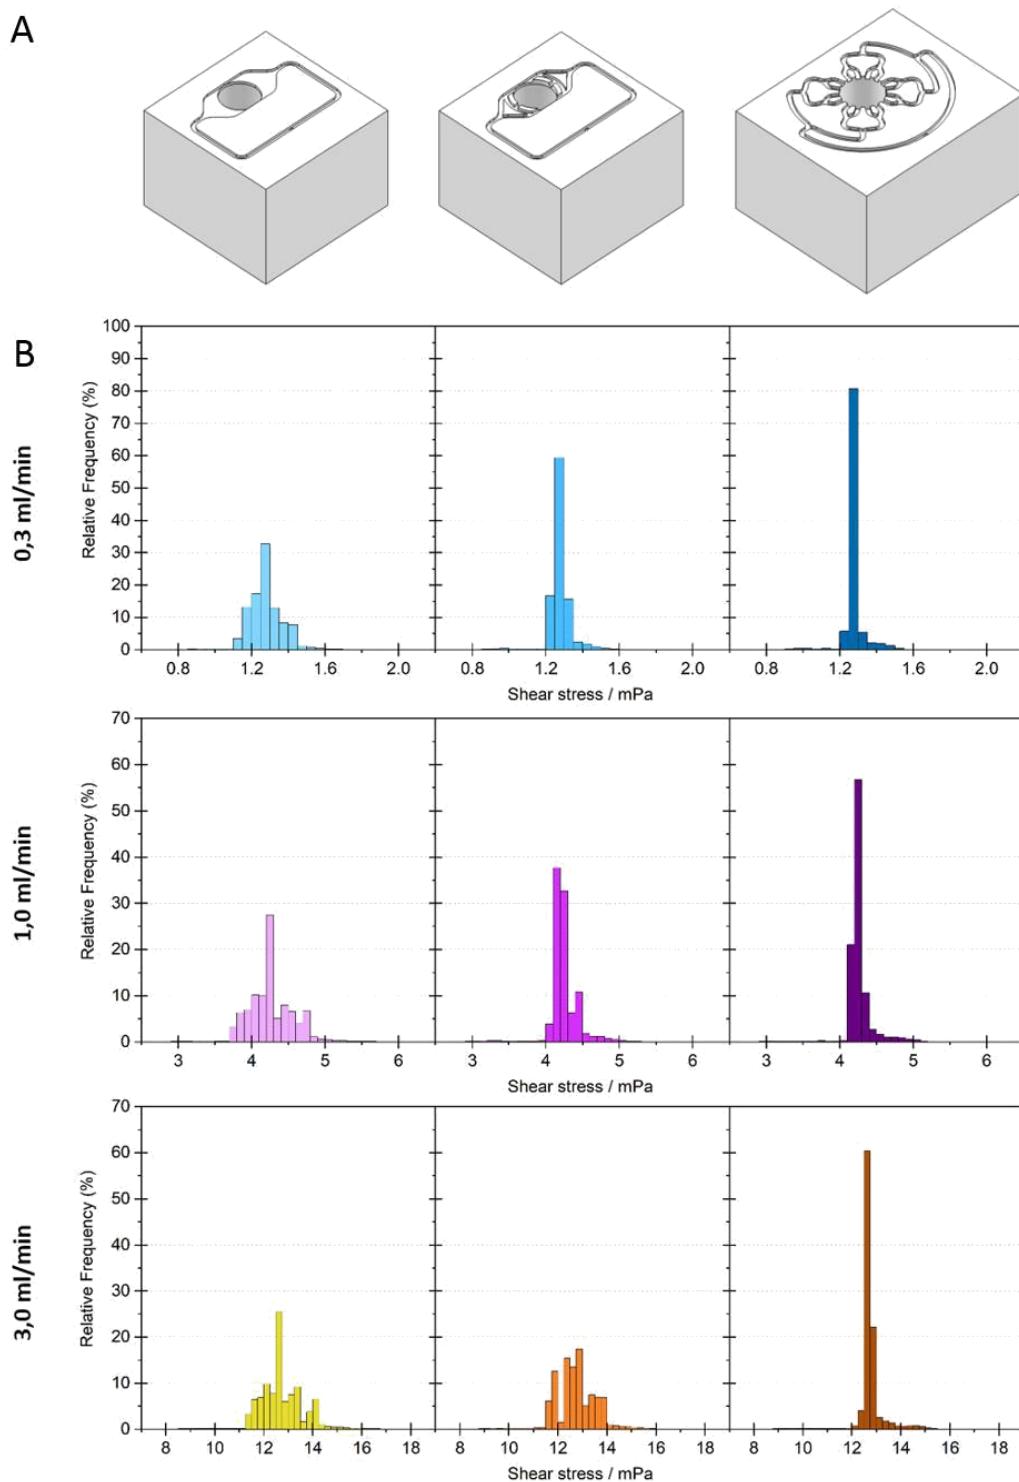 A
B
0,3 ml/min
Relative Frequency (%)
100
90
80
70
60
50
40
30
20
10
0
0.8 1.2 1.6 2.0 0.8 1.2 1.6 2.0 0.8 1.2 1.6 2.0
Shear stress / mPa
1,0 ml/min
Relative Frequency (%)
70
60
50
40
30
20
10
0
3 4 5 6 3 4 5 6 3 4 5 6
Shear stress / mPa
3,0 ml/min
Relative Frequency (%)
70
60
50
40
30
20
10
0
8 10 12 14 16 18 8 10 12 14 16 18 8 10 12 14 16 18
Shear stress / mPa